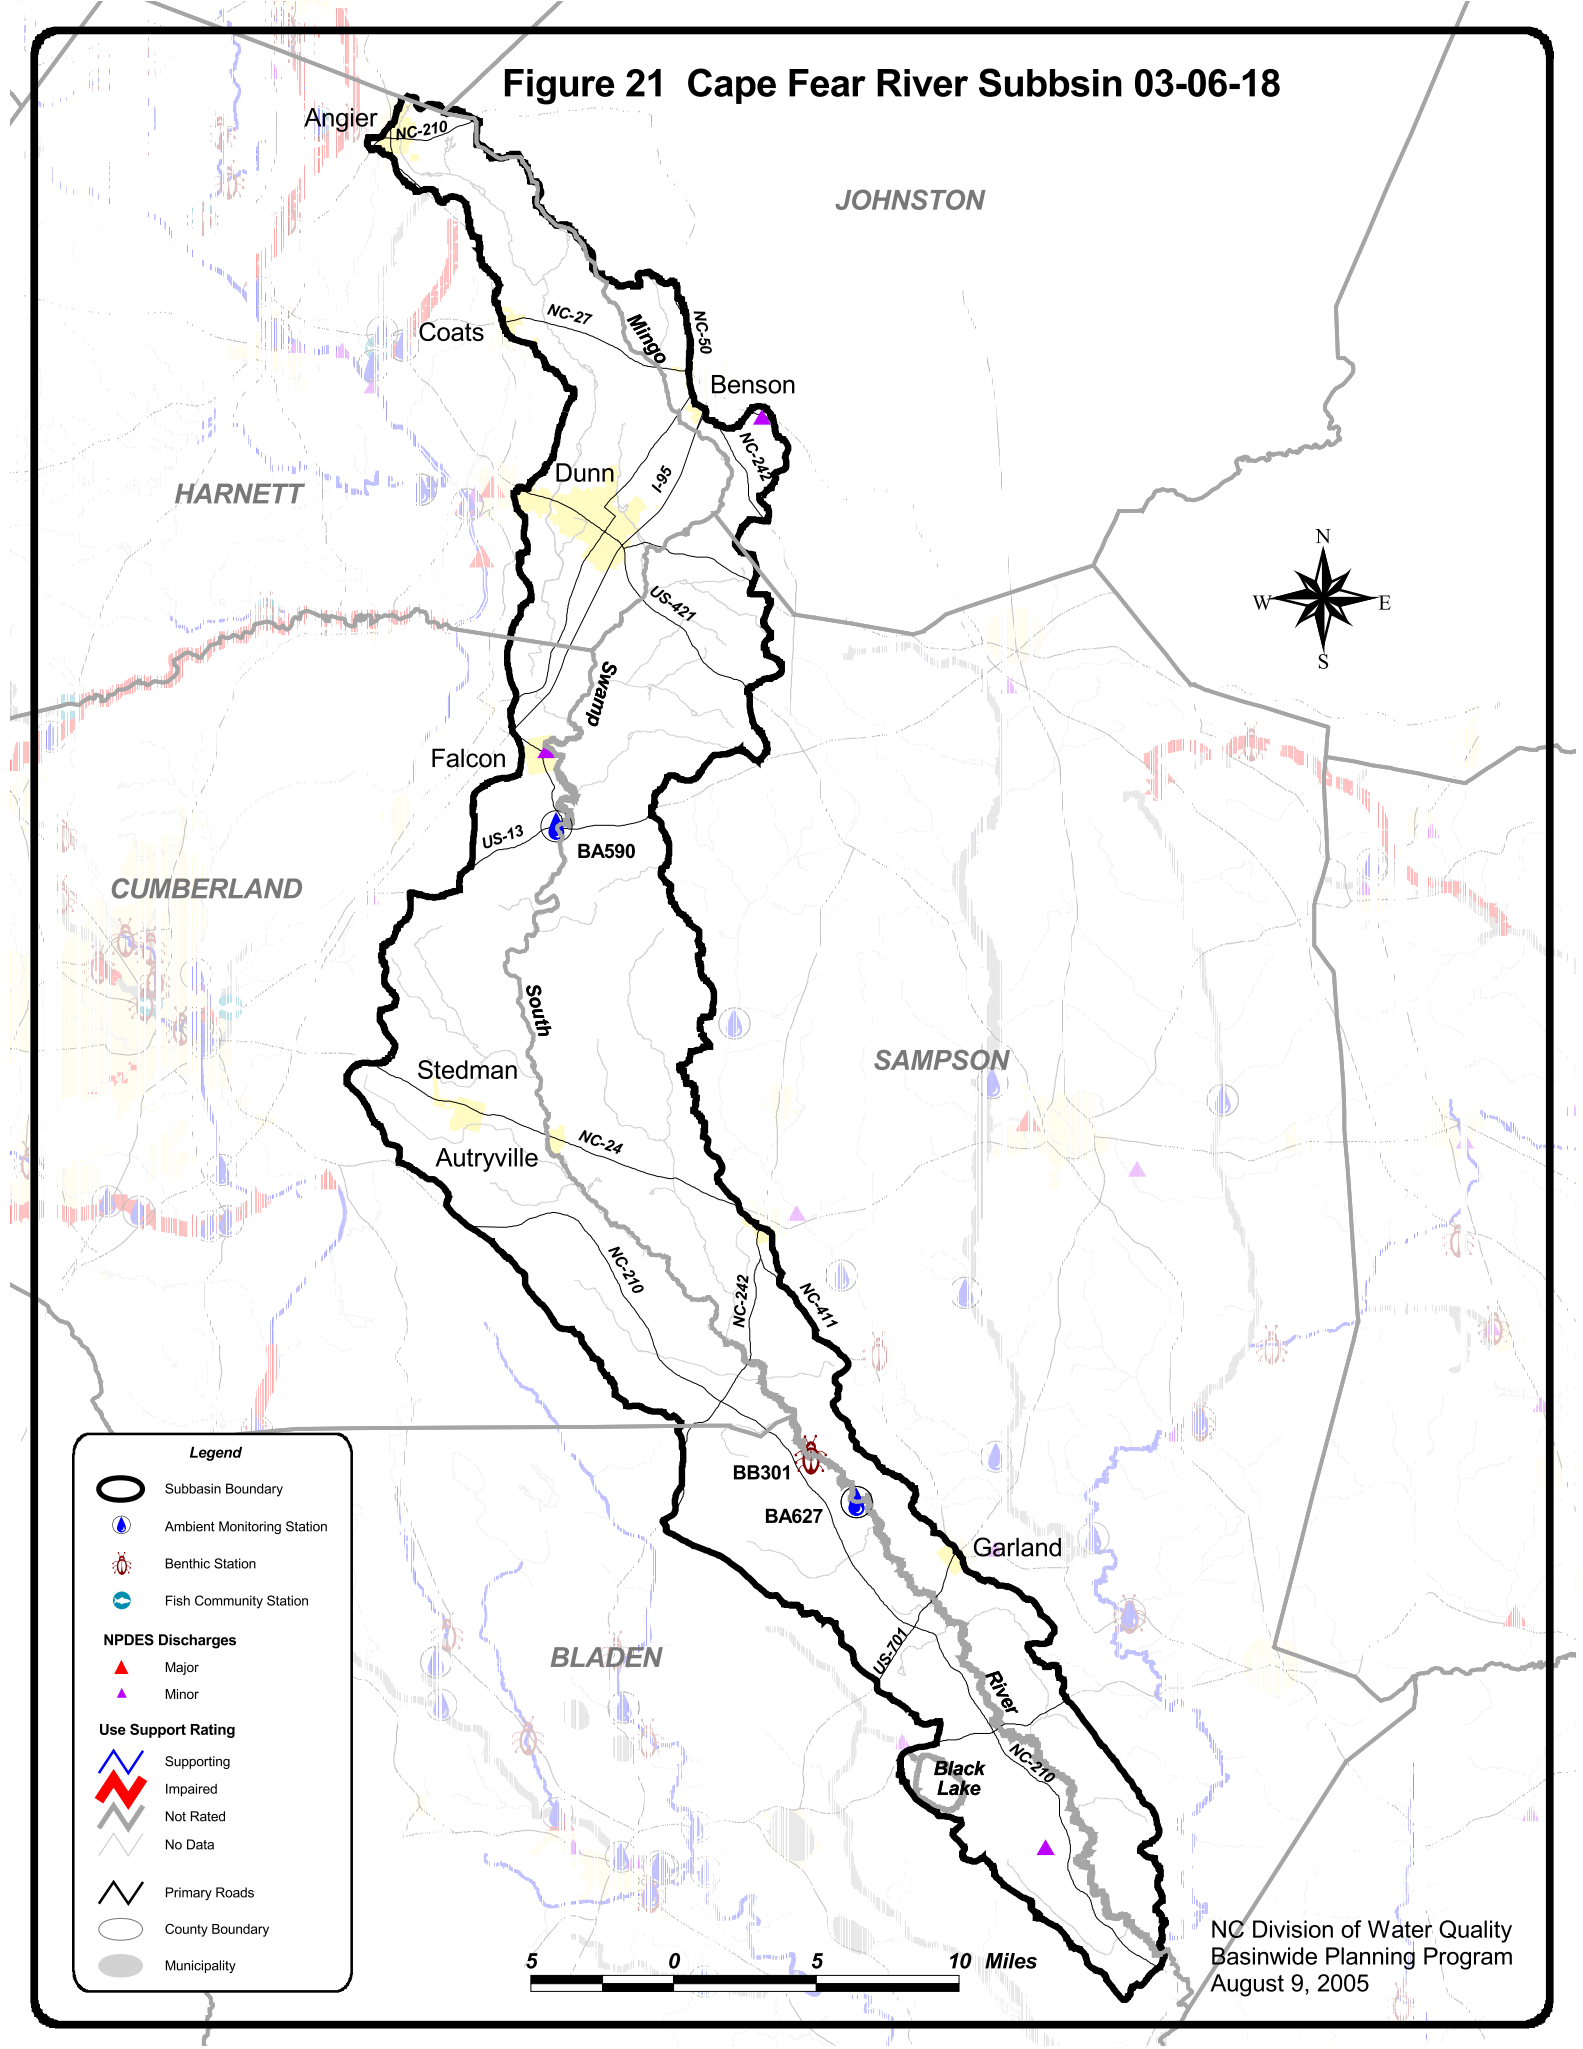 Figure 21 Cape Fear River Subbsin 03-06-18
Angier
NC-210
JOHNSTON
NC-27
Mingo
NC-50
Coats
Benson
NC-242
Dunn
I-95
HARNETT
N
W
E
S
US-421
Swamp
Falcon
US-13
BA590
CUMBERLAND
South
SAMPSON
Stedman
NC-24
Autryville
NC-210
NC-242
NC-411
BB301
BA627
Garland
BLADEN
US-701
River
NC-210
Black
Lake
Legend
Subbasin Boundary
Ambient Monitoring Station
Benthic Station
Fish Community Station
NPDES Discharges
Major
Minor
Use Support Rating
Supporting
Impaired
Not Rated
No Data
Primary Roads
County Boundary
Municipality
5 0 5 10 Miles
NC Division of Water Quality
Basinwide Planning Program
August 9, 2005